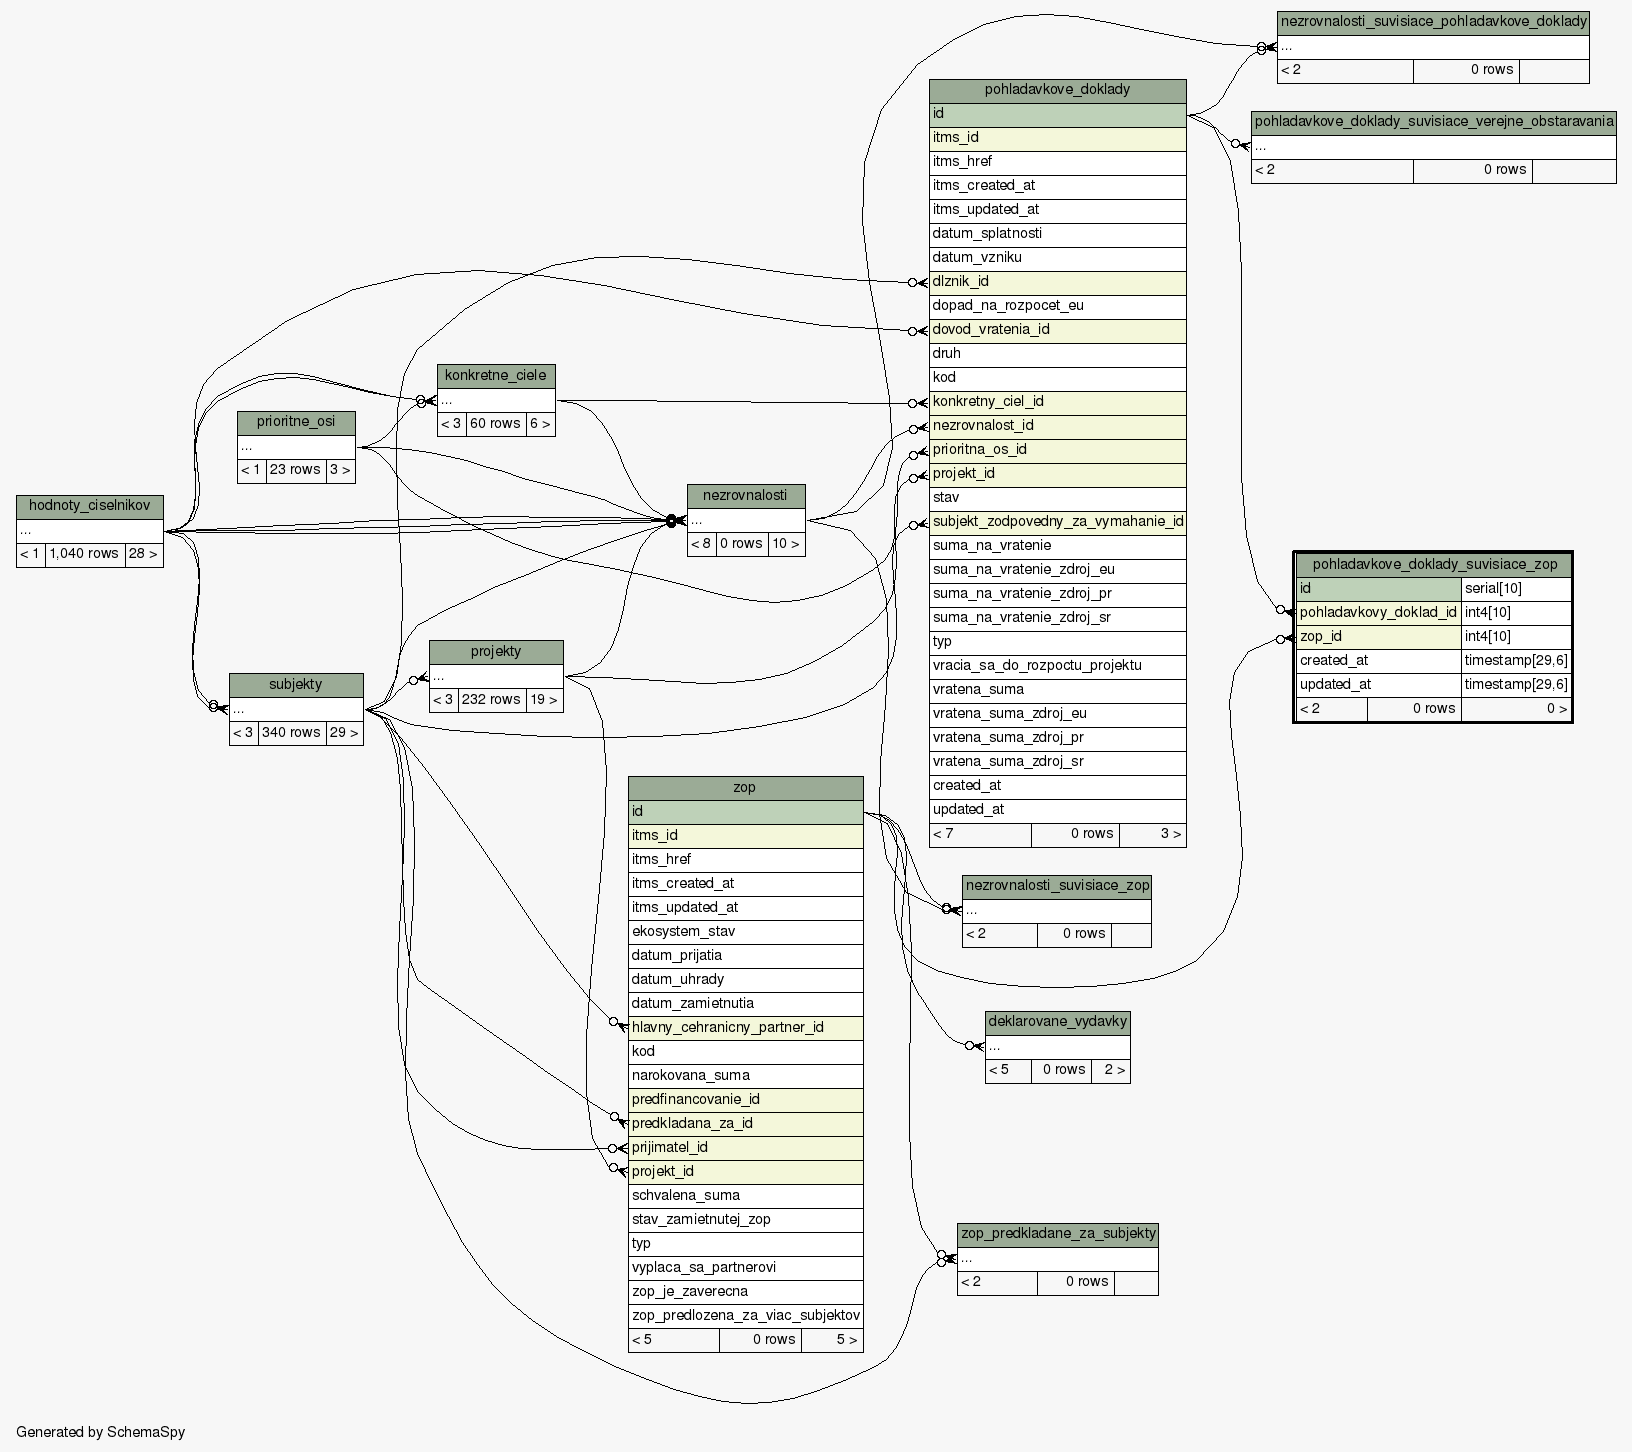 nezrovnalosti_suvisiace_pohladavkove_doklady
...
< 2 0 rows
pohladavkove_doklady_suvisiace_verejne_obstaravania
...
< 2 0 rows
pohladavkove_doklady
id
itms_id
itms_href
itms_created_at
itms_updated_at
datum_splatnosti
datum_vzniku
dlznik_id
dopad_na_rozpocet_eu
dovod_vratenia_id
druh
kod
konkretny_ciel_id
nezrovnalost_id
prioritna_os_id
projekt_id
stav
subjekt_zodpovedny_za_vymahanie_id
suma_na_vratenie
suma_na_vratenie_zdroj_eu
suma_na_vratenie_zdroj_pr
suma_na_vratenie_zdroj_sr
typ
vracia_sa_do_rozpoctu_projektu
vratena_suma
vratena_suma_zdroj_eu
vratena_suma_zdroj_pr
vratena_suma_zdroj_sr
created_at
updated_at
< 7 0 rows 3 >
konkretne_ciele
...
< 3 60 rows 6 >
prioritne_osi
...
< 1 23 rows 3 >
hodnoty_ciselnikov
...
< 1 1,040 rows 28 >
nezrovnalosti
...
< 8 0 rows 10 >
pohladavkove_doklady_suvisiace_zop
id serial[10]
pohladavkovy_doklad_id int4[10]
zop_id int4[10]
created_at timestamp[29,6]
updated_at timestamp[29,6]
< 2 0 rows 0 >
projekty
...
< 3 232 rows 19 >
subjekty
...
< 3 340 rows 29 >
zop
id
itms_id
itms_href
itms_created_at
itms_updated_at
ekosystem_stav
datum_prijatia
datum_uhrady
datum_zamietnutia
hlavny_cehranicny_partner_id
kod
narokovana_suma
predfinancovanie_id
predkladana_za_id
prijimatel_id
projekt_id
schvalena_suma
stav_zamietnutej_zop
typ
vyplaca_sa_partnerovi
zop_je_zaverecna
zop_predlozena_za_viac_subjektov
< 5 0 rows 5 >
nezrovnalosti_suvisiace_zop
...
< 2 0 rows
deklarovane_vydavky
...
< 5 0 rows 2 >
zop_predkladane_za_subjekty
...
< 2 0 rows
Generated by SchemaSpy